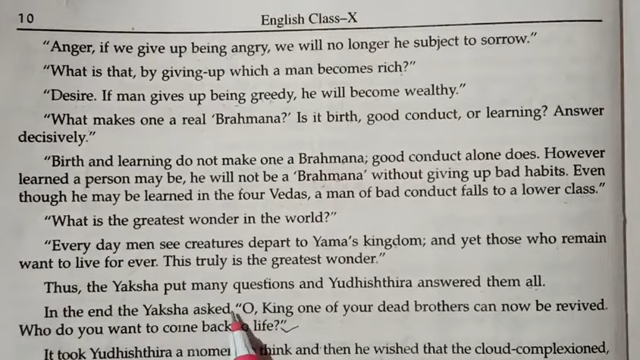 10
English Class–X
“Anger, if we give up being angry, we will no longer he subject to sorrow.”
“What is that, by giving-up which a man becomes rich?”
“Desire. If man gives up being greedy, he will become wealthy.”
“What makes one a real ‘Brahmana?’ Is it birth, good conduct, or learning? Answer
decisively.”
“Birth and learning do not make one a Brahmana; good conduct alone does. However
learned a person may be, he will not be a ‘Brahmana’ without giving up bad habits. Even
though he may be learned in the four Vedas, a man of bad conduct falls to a lower class.”
“What is the greatest wonder in the world?”
“Every day men see creatures depart to Yama’s kingdom; and yet those who remain
want to live for ever. This truly is the greatest wonder.”
Thus, the Yaksha put many questions and Yudhishthira answered them all.
In the end the Yaksha asked “O, King one of your dead brothers can now be revived.
Who do you want to come back life?”
It took Yudhishthira a think and then he wished that the cloud-complexioned,